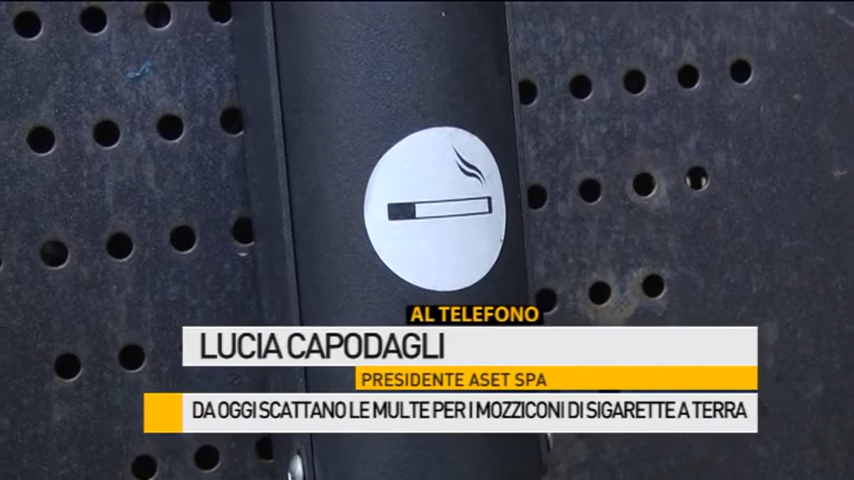 AL TELEFONO
LUCIA CAPODAGLI
PRESIDENTE ASET SPA
DA OGGI SCATTANO LE MULTE PER I MOZZICONI DI SIGARETTE A TERRA